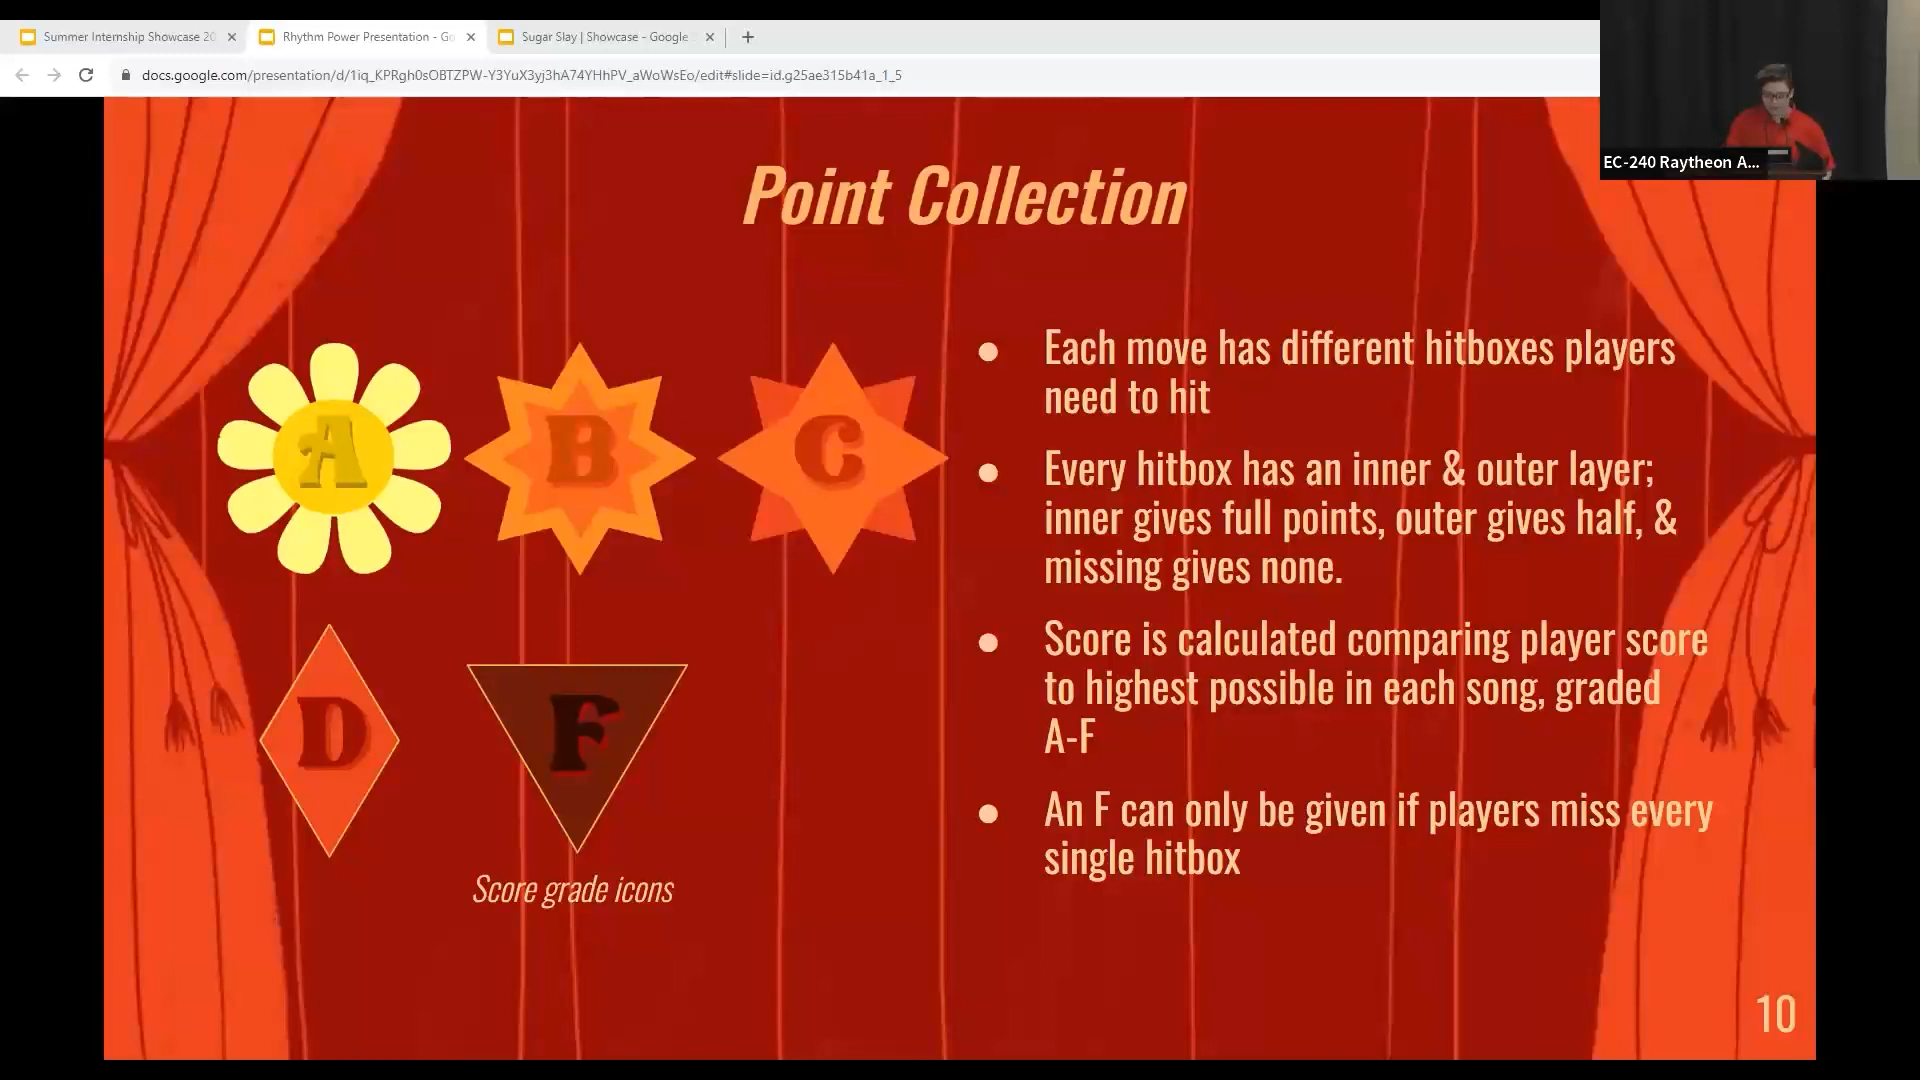 Summer Internship Showcase 20
Rhythm Power Presentation - Go
Sugar Slay | Showcase - Google
docs.google.com/presentation/d/1iq_KPRgh0sOBTZPW-Y3YuX3yj3hA74YHhPV_aWoWsEo/edit#slide=id.g25ae315b41a_1_5
EC-240 Raytheon A...
Point Collection
A
B
C
D
F
Score grade icons
● Each move has different hitboxes players
need to hit
● Every hitbox has an inner & outer layer;
inner gives full points, outer gives half, &
missing gives none.
● Score is calculated comparing player score
to highest possible in each song, graded
A-F
● An F can only be given if players miss every
single hitbox
10